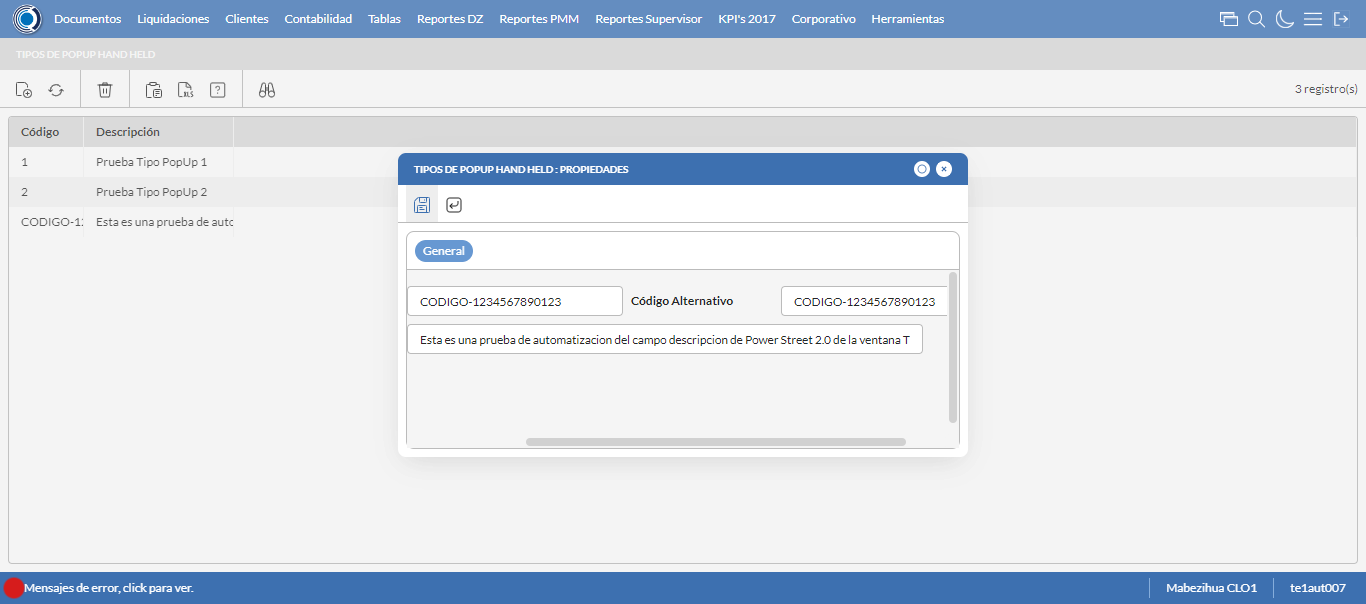 Documentos Liquidaciones Clientes Contabilidad Tablas Reportes DZ Reportes PMM Reportes Supervisor KPI's 2017 Corporativo Herramientas
TIPOS DE POPUP HAND HELD
XLS ? 3 registro(s)
Código Descripción
1 Prueba Tipo PopUp 1
2 Prueba Tipo PopUp 2
CODIGO-12 Esta es una prueba de auto
TIPOS DE POPUP HAND HELD : PROPIEDADES
General
CODIGO-1234567890123 Código Alternativo CODIGO-1234567890123
Esta es una prueba de automatizacion del campo descripcion de Power Street 2.0 de la ventana T
Mensajes de error, click para ver. Mabezihua CLO1 te1aut007